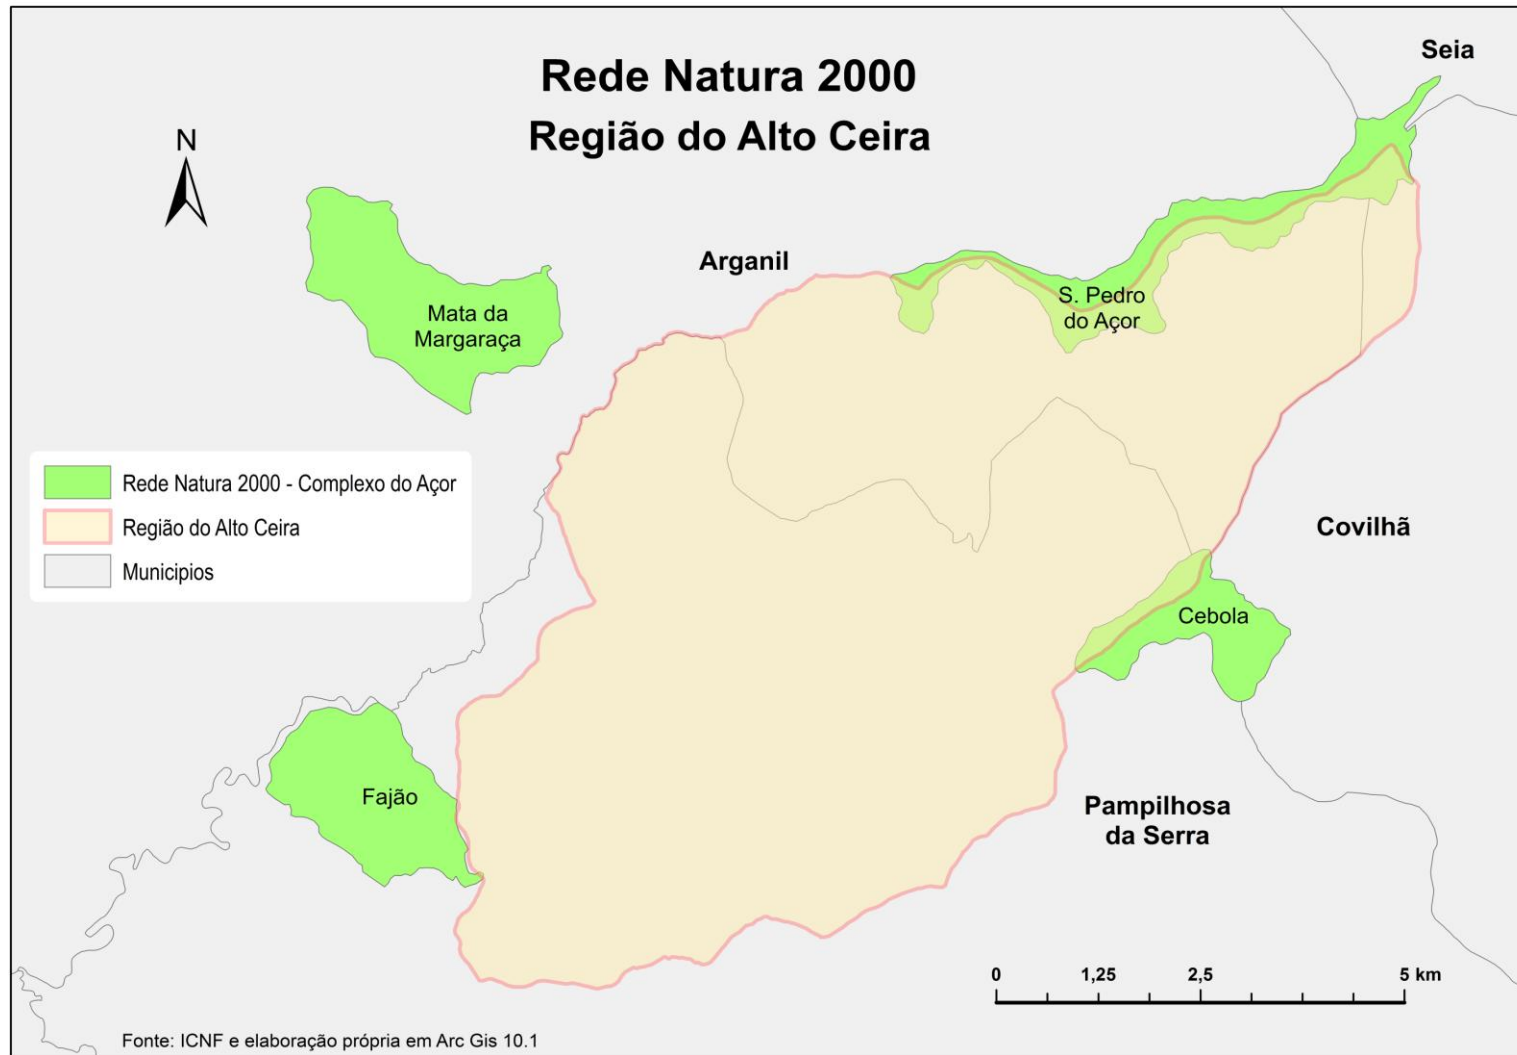 Rede Natura 2000
Região do Alto Ceira
Seia
N
Arganil
Mata da
Margaraça
S. Pedro
do Açor
Rede Natura 2000 - Complexo do Açor
Região do Alto Ceira
Municipios
Covilhã
Cebola
Fajão
Pampilhosa
da Serra
0 1,25 2,5 5 km
Fonte: ICNF e elaboração própria em Arc Gis 10.1